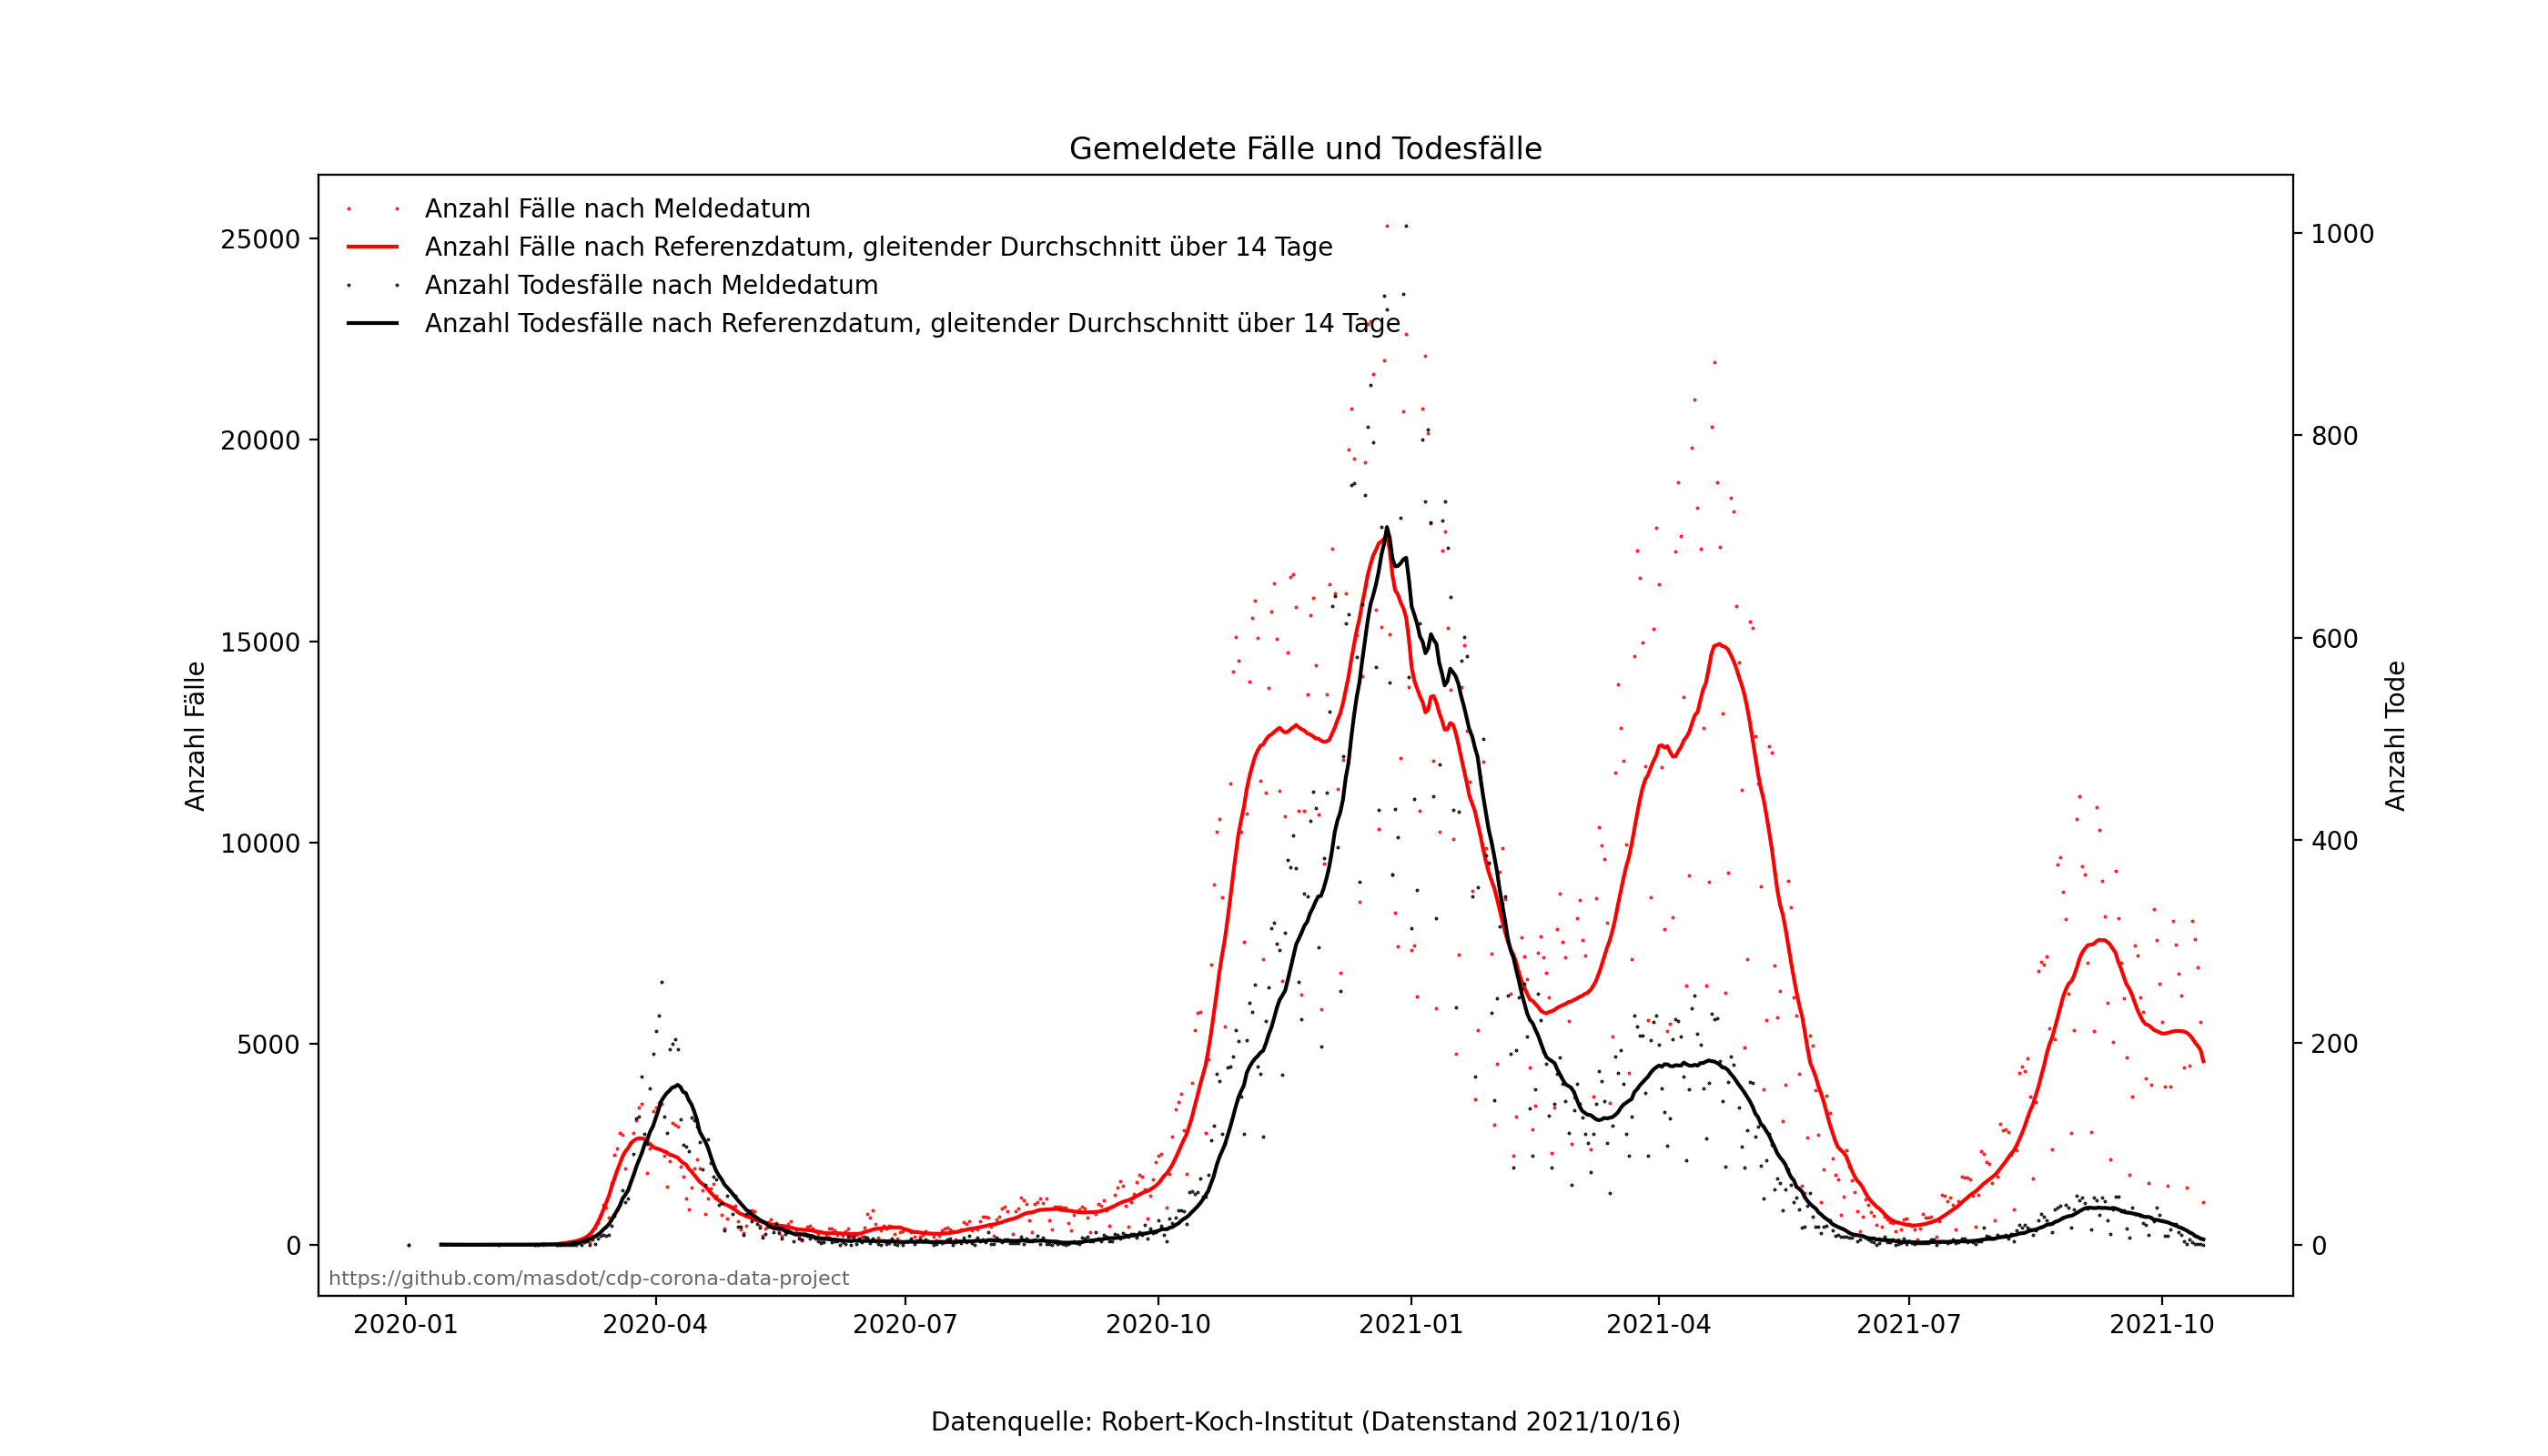 Gemeldete Fälle und Todesfälle
Anzahl Fälle nach Meldedatum
Anzahl Fälle nach Referenzdatum, gleitender Durchschnitt über 14 Tage
Anzahl Todesfälle nach Meldedatum
Anzahl Todesfälle nach Referenzdatum, gleitender Durchschnitt über 14 Tage
25000
20000
15000
10000
5000
0
Anzahl Fälle
1000
800
600
400
200
0
Anzahl Tode
https://github.com/masdot/cdp-corona-data-project
2020-01 2020-04 2020-07 2020-10 2021-01 2021-04 2021-07 2021-10
Datenquelle: Robert-Koch-Institut (Datenstand 2021/10/16)